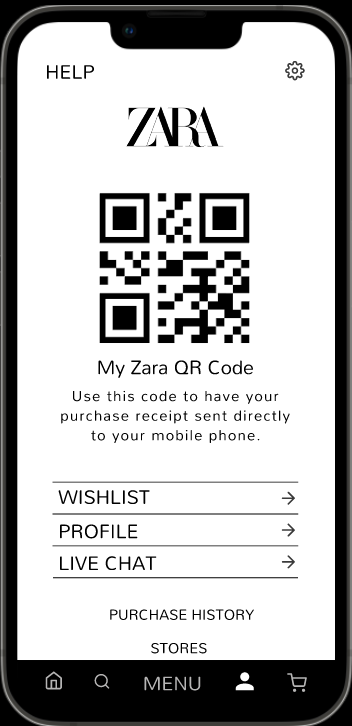 HELP
ZARA
My Zara QR Code
Use this code to have your
purchase receipt sent directly
to your mobile phone.
WISHLIST
PROFILE
LIVE CHAT
PURCHASE HISTORY
STORES
MENU